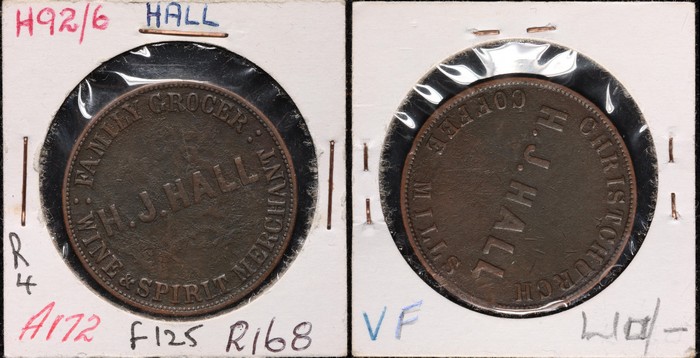 H92/6
HALL
: FAMILY GROCER :
H.J.HALL
WINE & SPIRIT MERCHANT
R
4
A172
F125
R168
CHRISTCHURCH
H.J.HALL
COFFEE MILLS
VF